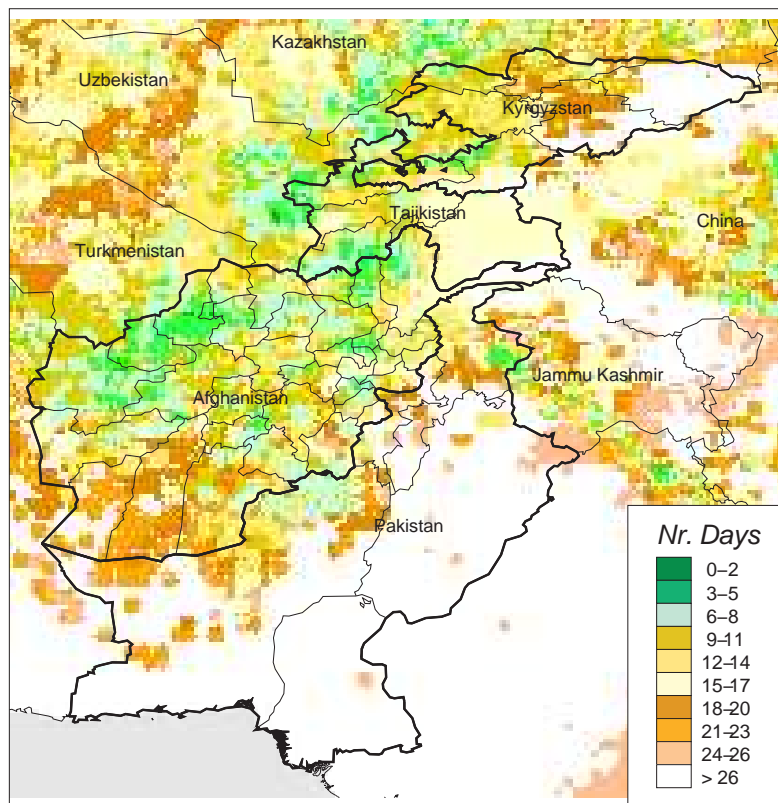 Kazakhstan
Uzbekistan
Kyrgyzstan
Tajikistan
China
Turkmenistan
Jammu Kashmir
Afghanistan
Pakistan
Nr. Days
0–2
3–5
6–8
9–11
12–14
15–17
18–20
21–23
24–26
> 26